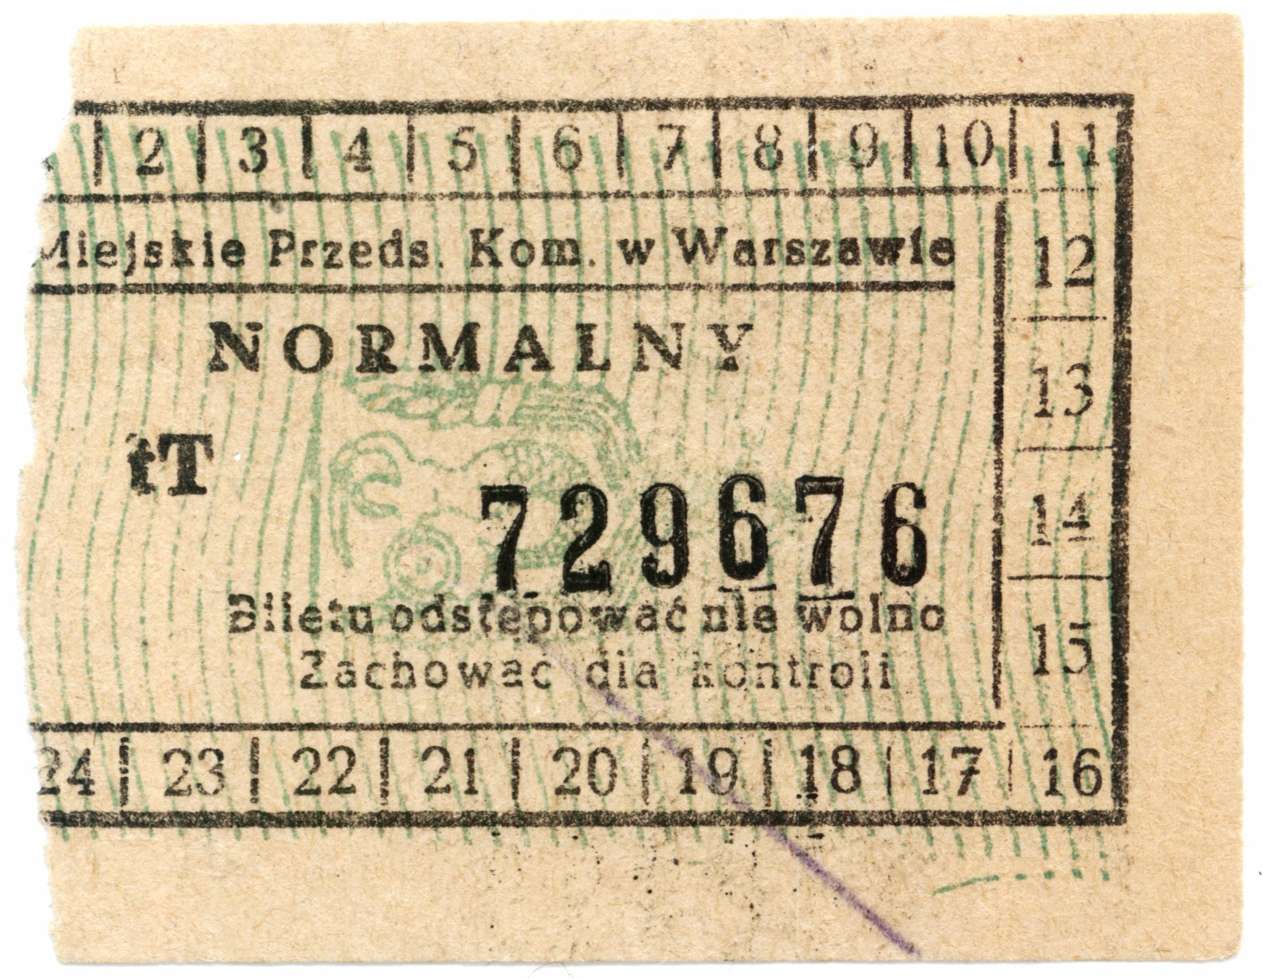 2 3 4 5 6 7 8 9 10 11
Miejskie Przeds. Kom. w Warszawie
12
NORMALNY
13
tT
729676
14
Biletu odstępować nie wolno
15
Zachować dla kontroli
24 23 22 21 20 19 18 17 16